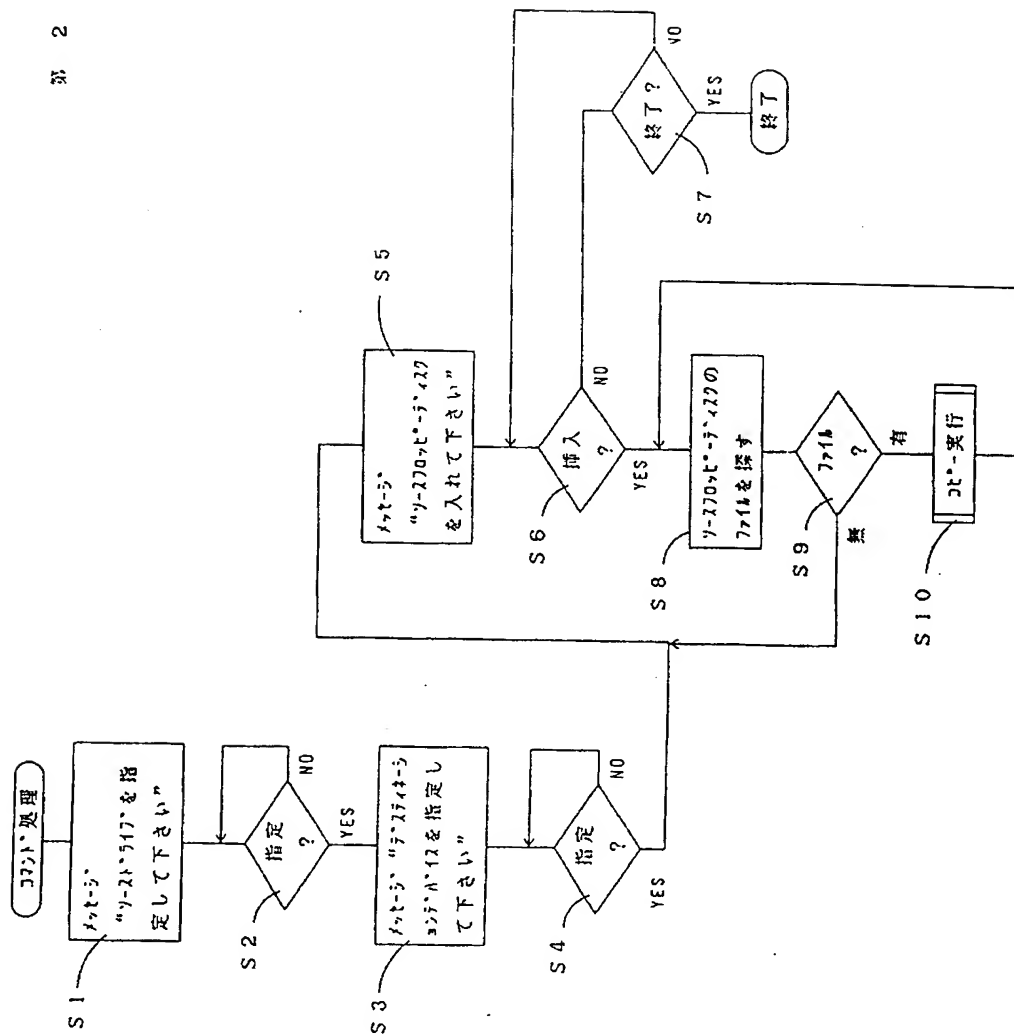 第 2
コマンド処理
S1
メッセージ
“ソースドライブを指
定して下さい”
S2
指定
?
NO
YES
S3
メッセージ “デスティネーシ
ョンデバイスを指定し
て下さい”
S4
指定
?
NO
YES
S5
メッセージ
“ソースフロッピーディスク
を入れて下さい”
S6
挿入
?
NO
YES
S7
終了?
NO
YES
終了
S8
ソースフロッピーディスクの
ファイルを探す
S9
ファイル
?
無
有
S10
コピー実行